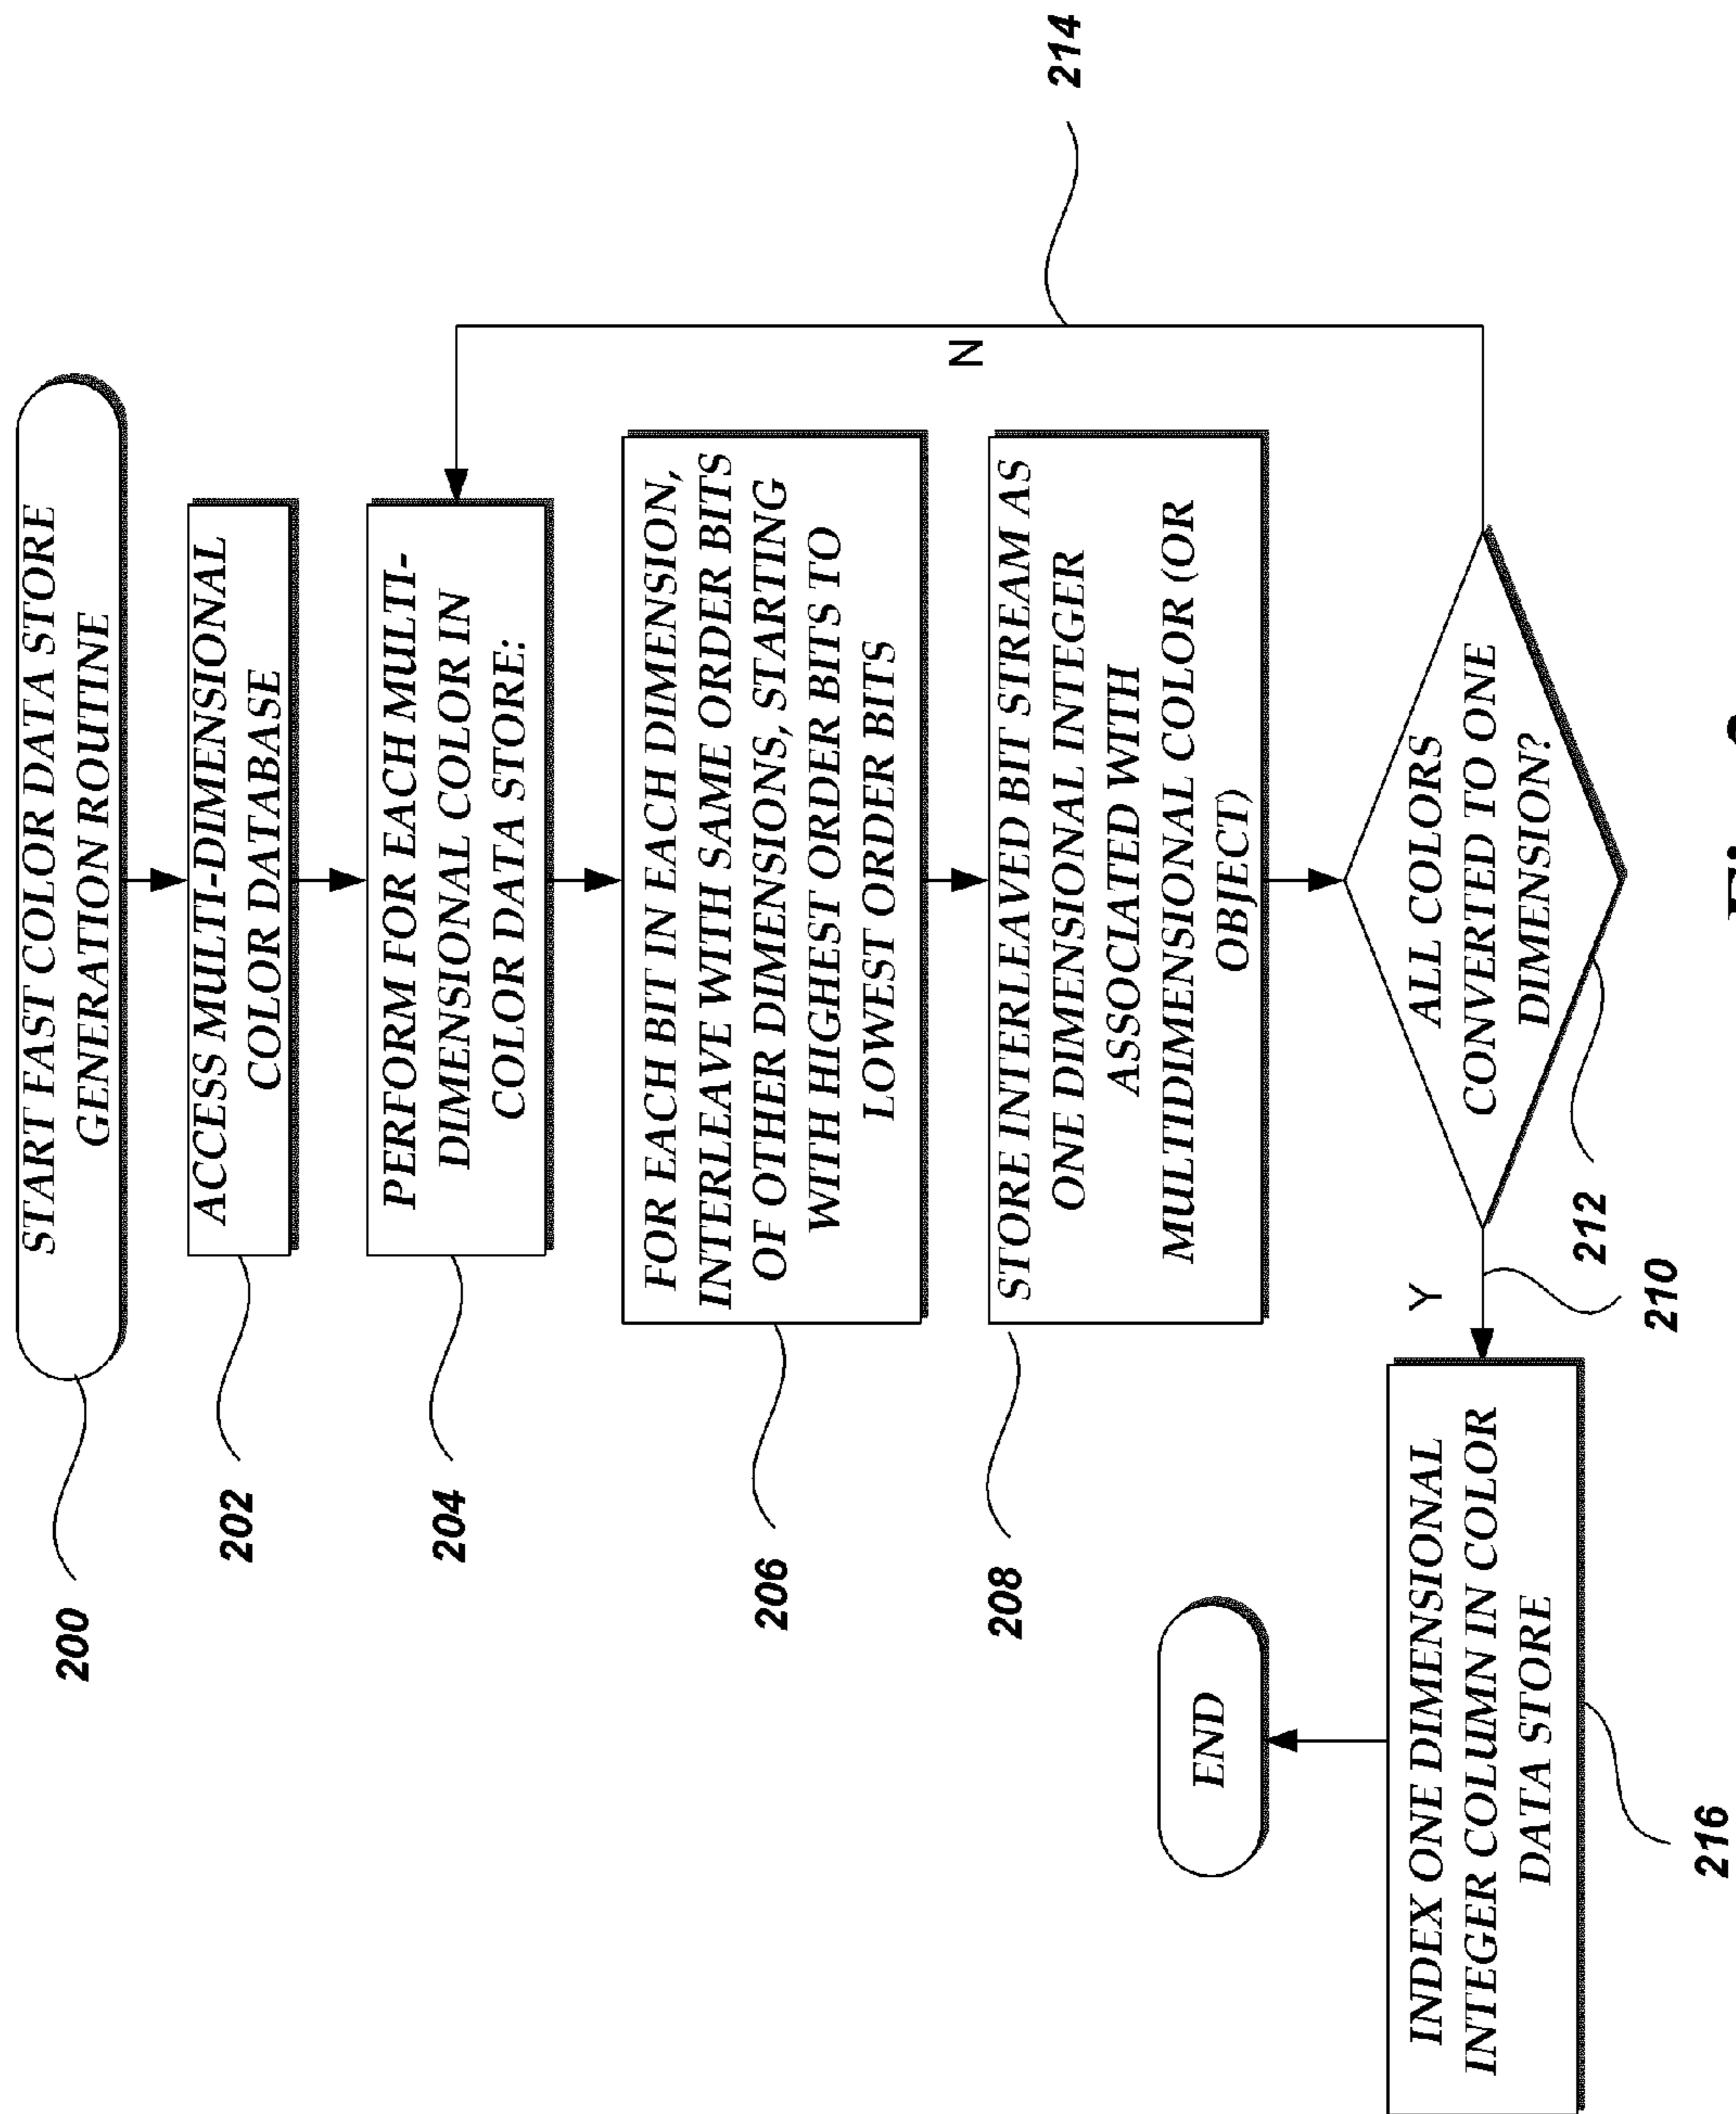 START FAST COLOR DATA STORE
GENERATION ROUTINE
200
ACCESS MULTI-DIMENSIONAL
COLOR DATABASE
202
PERFORM FOR EACH MULTI-
DIMENSIONAL COLOR IN
COLOR DATA STORE:
204
FOR EACH BIT IN EACH DIMENSION,
INTERLEAVE WITH SAME ORDER BITS
OF OTHER DIMENSIONS, STARTING
WITH HIGHEST ORDER BITS TO
LOWEST ORDER BITS
206
STORE INTERLEAVED BIT STREAM AS
ONE DIMENSIONAL INTEGER
ASSOCIATED WITH
MULTIDIMENSIONAL COLOR (OR
OBJECT)
208
ALL COLORS
CONVERTED TO ONE
DIMENSION?
212
N
214
Y
210
INDEX ONE DIMENSIONAL
INTEGER COLUMN IN COLOR
DATA STORE
216
END